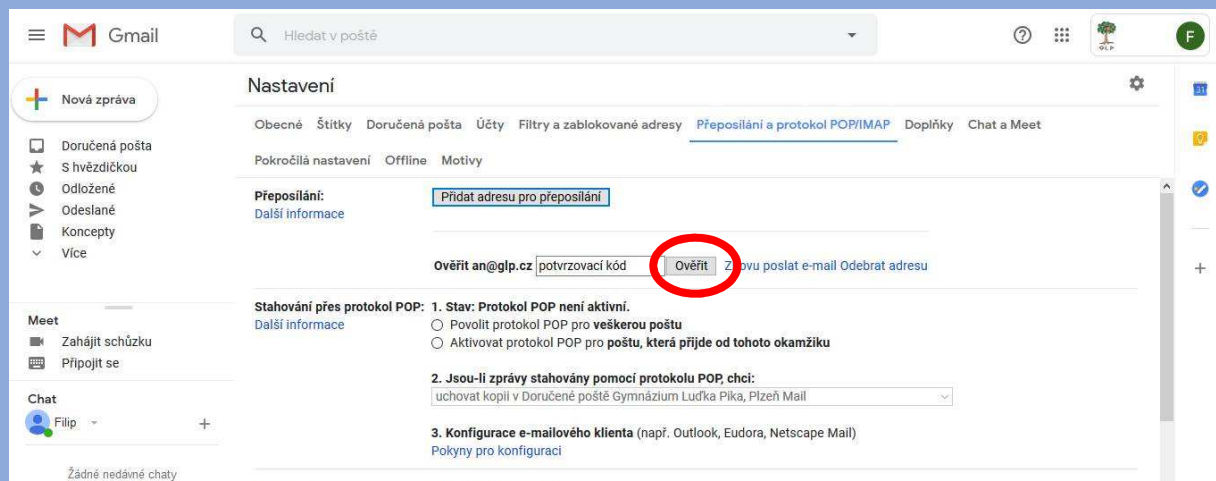 Gmail
Hledat v poště
GLP
F
Nová zpráva
Doručená pošta
S hvězdičkou
Odložené
Odeslané
Koncepty
Více
Meet
Zahájit schůzku
Připojit se
Chat
Filip
Žádné nedávné chaty
Nastavení
Obecné Štítky Doručená pošta Účty Filtry a zablokované adresy Přeposílání a protokol POP/IMAP Doplňky Chat a Meet
Pokročilá nastavení Offline Motivy
Přeposílání: Přidat adresu pro přeposílání
Další informace
Ověřit an@glp.cz potvrzovací kód Ověřit poslat e-mail Odebrat adresu
Stahování přes protokol POP: 1. Stav: Protokol POP není aktivní.
Další informace Povolit protokol POP pro veškerou poštu
Aktivovat protokol POP pro poštu, která přijde od tohoto okamžiku
2. Jsou-li zprávy stahovány pomocí protokolu POP, chci:
uchovat kopii v Doručené poště Gymnázium Luďka Pika, Plzeň Mail
3. Konfigurace e-mailového klienta (např. Outlook, Eudora, Netscape Mail)
Pokyny pro konfiguraci
31